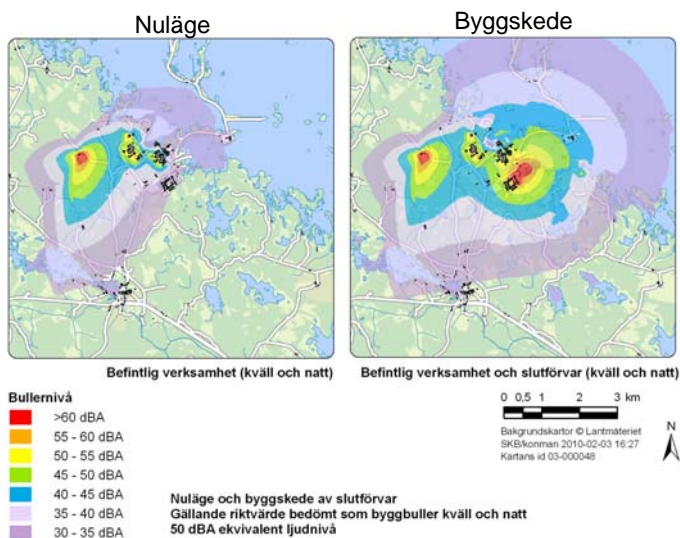 Nuläge
Byggskede
Befintlig verksamhet (kväll och natt)
Befintlig verksamhet och slutförvar (kväll och natt)
Bullernivå
>60 dBA
55 - 60 dBA
50 - 55 dBA
45 - 50 dBA
40 - 45 dBA
35 - 40 dBA
30 - 35 dBA
0 0,5 1 2 3 km
Bakgrundskartor © Lantmäteriet
SKB/konman 2010-02-03 16:27
Kartans id 03-000048
N
Nuläge och byggskede av slutförvar
Gällande riktvärde bedömt som byggbuller kväll och natt
50 dBA ekvivalent ljudnivå